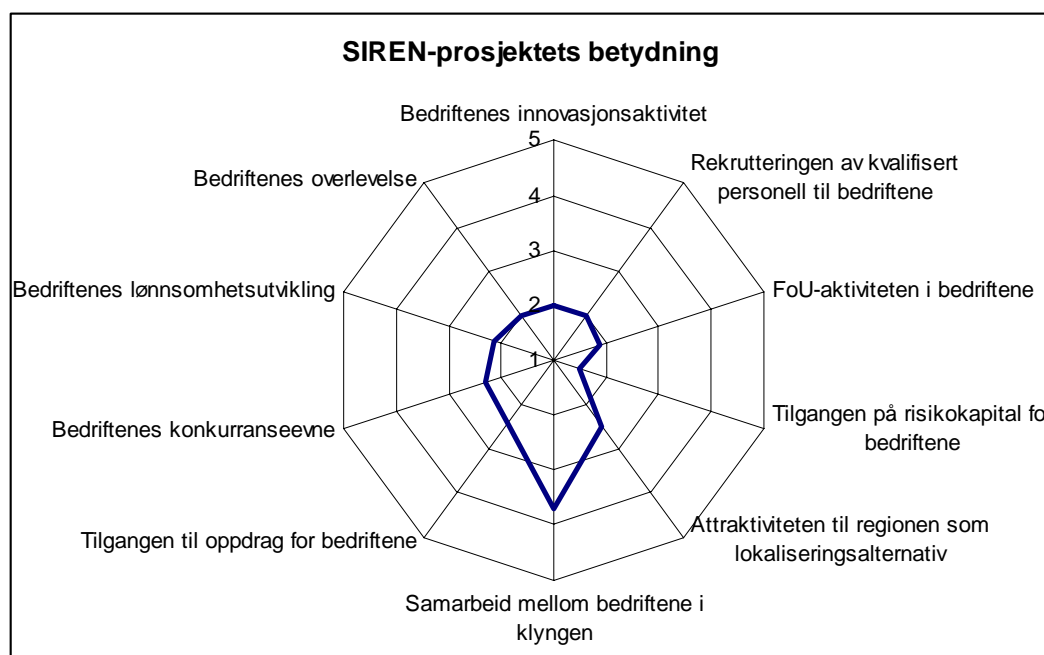 SIREN-prosjektets betydning
Bedriftenes innovasjonsaktivitet
5
Rekrutteringen av kvalifisert
personell til bedriftene
Bedriftenes overlevelse
4
3
Bedriftenes lønnsomhetsutvikling
FoU-aktiviteten i bedriftene
2
1
Bedriftenes konkurranseevne
Tilgangen på risikokapital fo
bedriftene
Tilgangen til oppdrag for bedriftene
Attraktiviteten til regionen som
lokaliseringsalternativ
Samarbeid mellom bedriftene i
klyngen